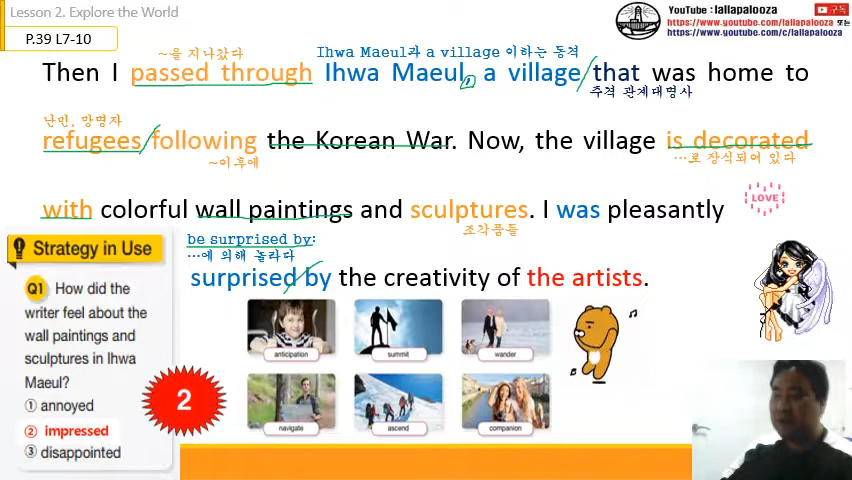 Lesson 2. Explore the World
P.39 L7-10
YouTube : lallapalooza
구독
https://www.youtube.com/lallapalooza 또는
https://www.youtube.com/c/lallapalooza
~을 지나갔다
Ihwa Maeul과 a village 이하는 동격
Then I passed through Ihwa Maeul, a village that was home to
주격 관계대명사
난민, 망명자
refugees following the Korean War. Now, the village is decorated
~이후에
...로 장식되어 있다
with colorful wall paintings and sculptures. I was pleasantly
조각품들
LOVE
be surprised by:
...에 의해 놀라다
surprised by the creativity of the artists.
Strategy in Use
Q1 How did the
writer feel about the
wall paintings and
sculptures in Ihwa
Maeul?
① annoyed
② impressed
③ disappointed
2
anticipation
summit
wander
navigate
ascend
companion